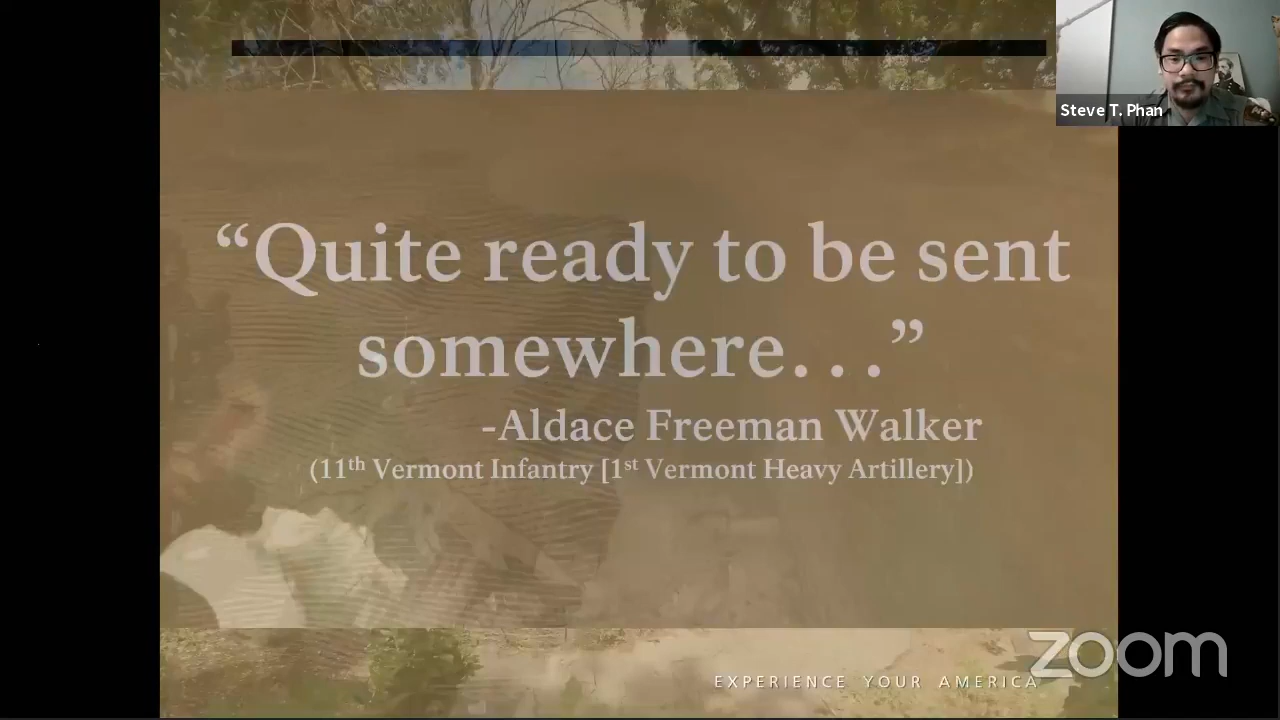 Steve T. Phan
“Quite ready to be sent
somewhere…”
-Aldace Freeman Walker
(11th Vermont Infantry [1st Vermont Heavy Artillery])
zoom
EXPERIENCE YOUR AMERICA